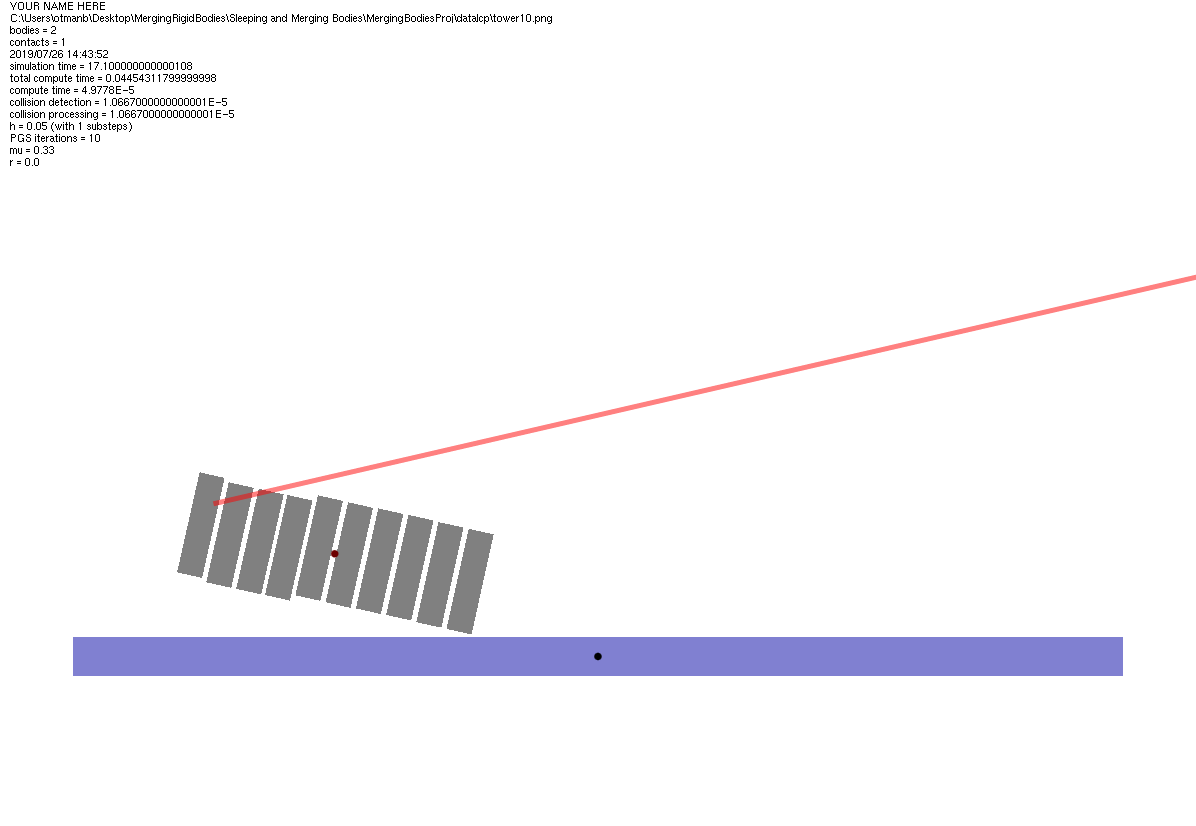 YOUR NAME HERE
C:\Users\otmanb\Desktop\MergingRigidBodies\Sleeping and Merging Bodies\MergingBodiesProj\datalcp\tower10.png
bodies = 2
contacts = 1
2019/07/26 14:43:52
simulation time = 17.100000000000108
total compute time = 0.04454311799999998
compute time = 4.9778E-5
collision detection = 1.0667000000000001E-5
collision processing = 1.0667000000000001E-5
h = 0.05 (with 1 substeps)
PGS iterations = 10
mu = 0.33
r = 0.0